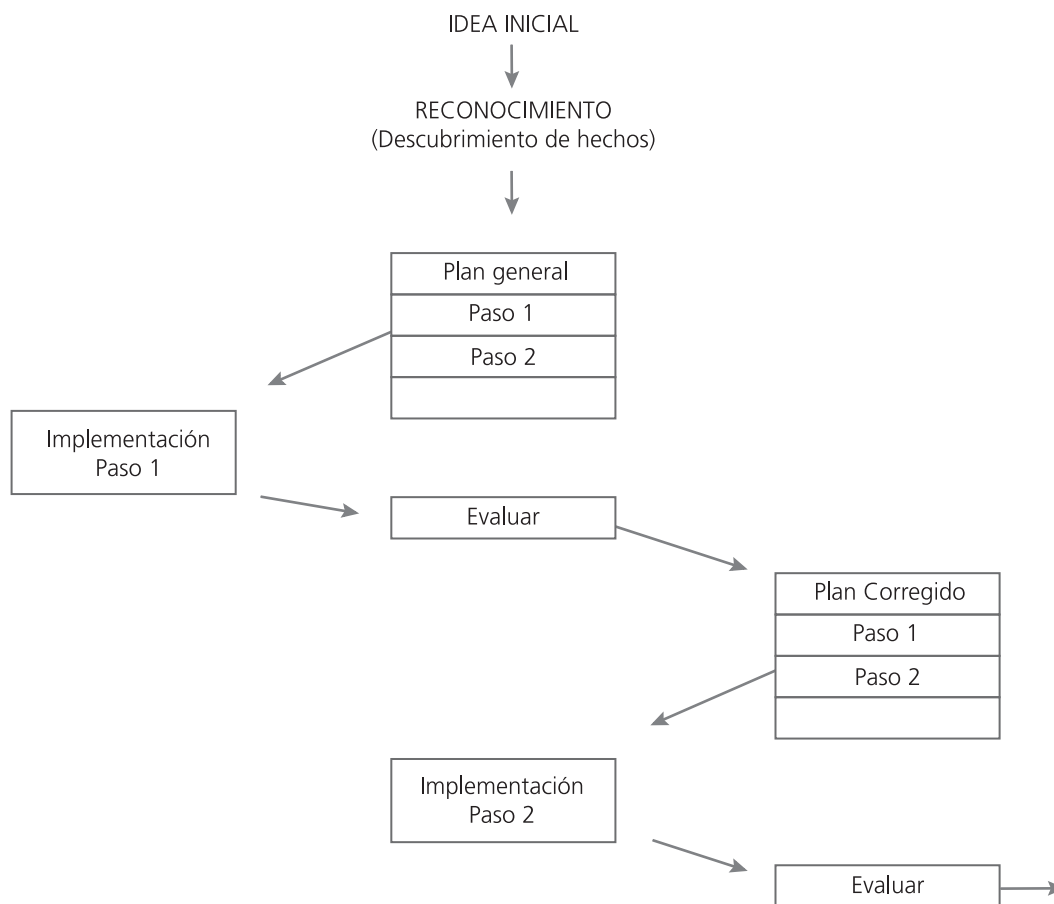 IDEA INICIAL
RECONOCIMIENTO
(Descubrimiento de hechos)
Plan general
Paso 1
Paso 2
Implementación
Paso 1
Evaluar
Plan Corregido
Paso 1
Paso 2
Implementación
Paso 2
Evaluar